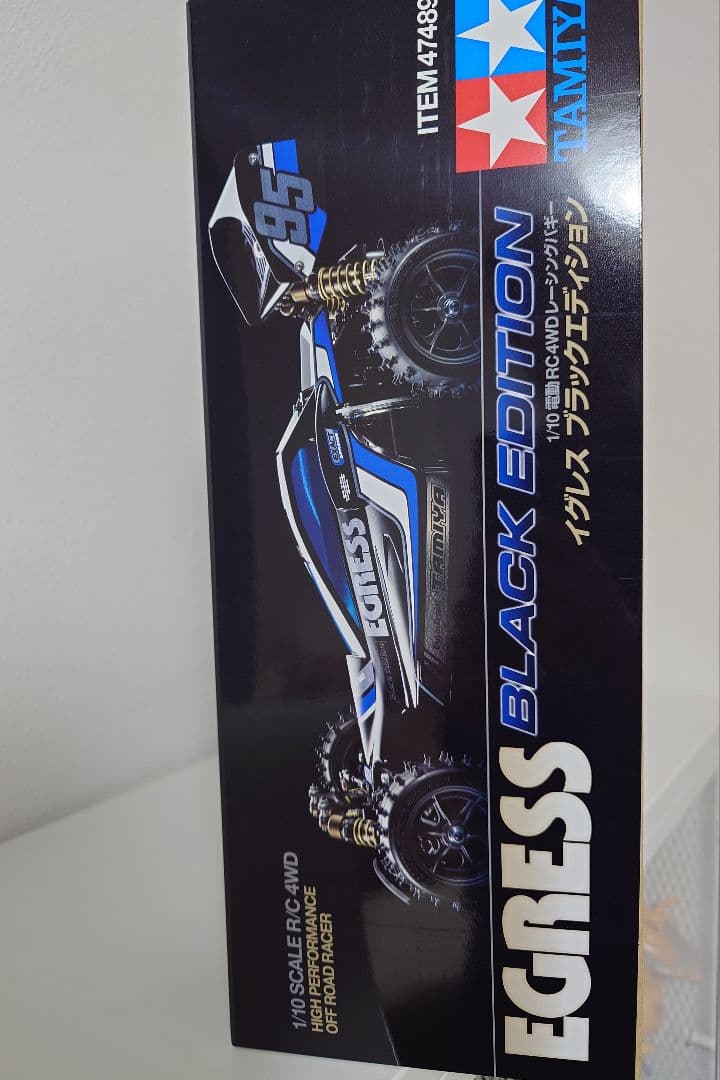 ITEM 47489
TAMIYA
95
EXACT
EGRESS
TAMIYA
1/10 SCALE R/C 4WD
HIGH PERFORMANCE
OFF ROAD RACER
EGRESS BLACK EDITION
1/10 電動RC4WDレーシングバギー
イグレス ブラックエディション